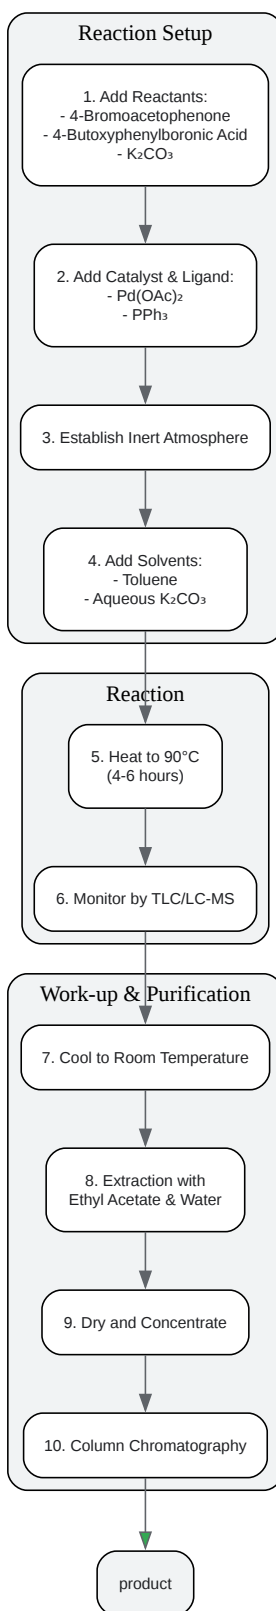 Reaction Setup
1. Add Reactants:
- 4-Bromoacetophenone
- 4-Butoxyphenylboronic Acid
- K₂CO₃
2. Add Catalyst & Ligand:
- Pd(OAc)₂
- PPh₃
3. Establish Inert Atmosphere
4. Add Solvents:
- Toluene
- Aqueous K₂CO₃
Reaction
5. Heat to 90°C
(4-6 hours)
6. Monitor by TLC/LC-MS
Work-up & Purification
7. Cool to Room Temperature
8. Extraction with
Ethyl Acetate & Water
9. Dry and Concentrate
10. Column Chromatography
product